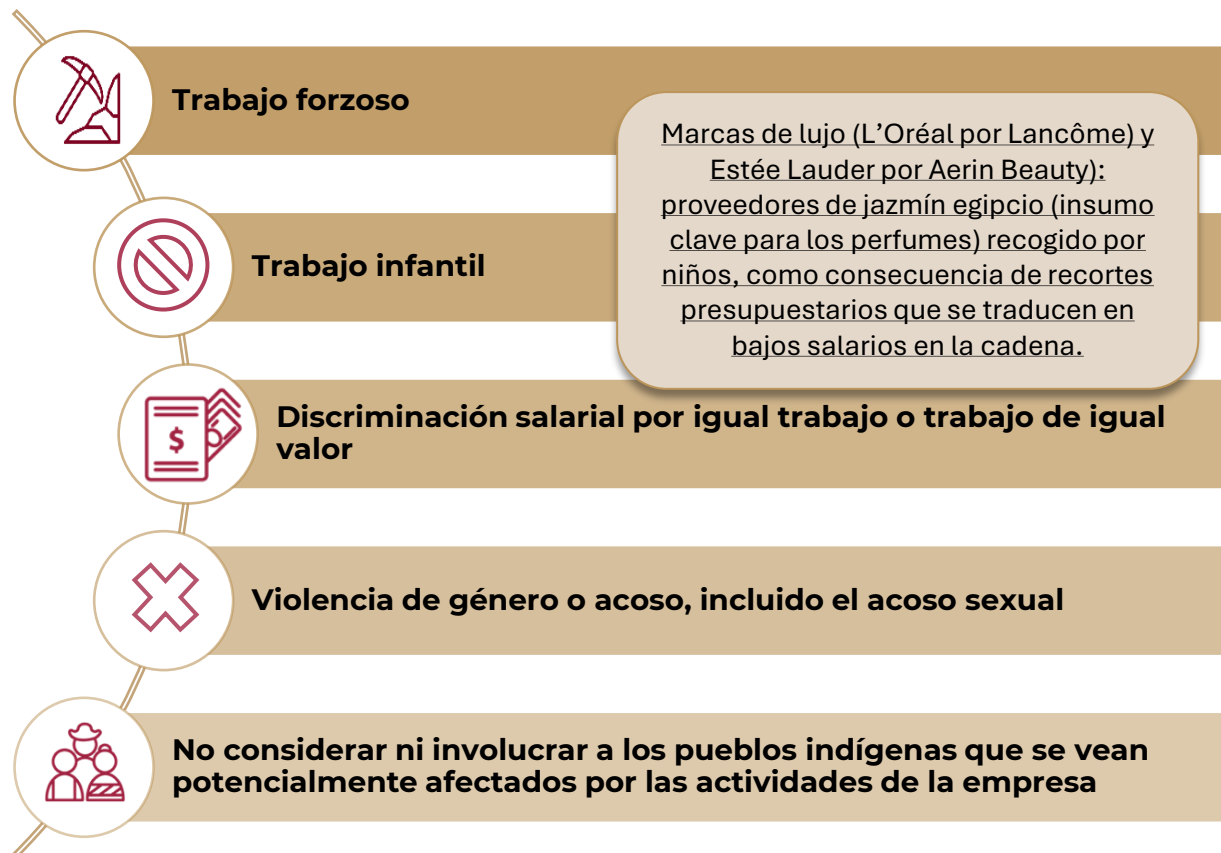 Trabajo forzoso
Marcas de lujo (L’Oréal por Lancôme) y
Estée Lauder por Aerin Beauty):
proveedores de jazmín egipcio (insumo
clave para los perfumes) recogido por
niños, como consecuencia de recortes
presupuestarios que se traducen en
bajos salarios en la cadena.
Trabajo infantil
$
Discriminación salarial por igual trabajo o trabajo de igual
valor
Violencia de género o acoso, incluido el acoso sexual
No considerar ni involucrar a los pueblos indígenas que se vean
potencialmente afectados por las actividades de la empresa